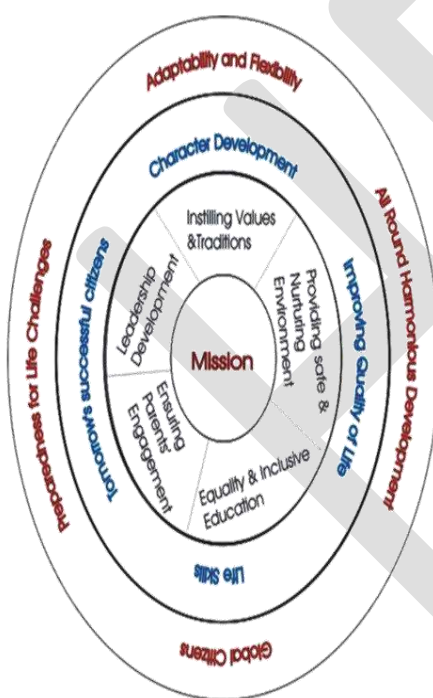 Adaptability and Flexibility
Character Development
Instilling Values
&Traditions
Leadership
Development
Providing safe &
Nurturing
Environment
Mission
Ensuring
Parents'
Engagement
Equality & Inclusive
Education
Tomorrow's successful citizens
Improving Quality of Life
Preparedness for Life Challenges
All Round Harmonious Development
Life Skills
Global Citizens